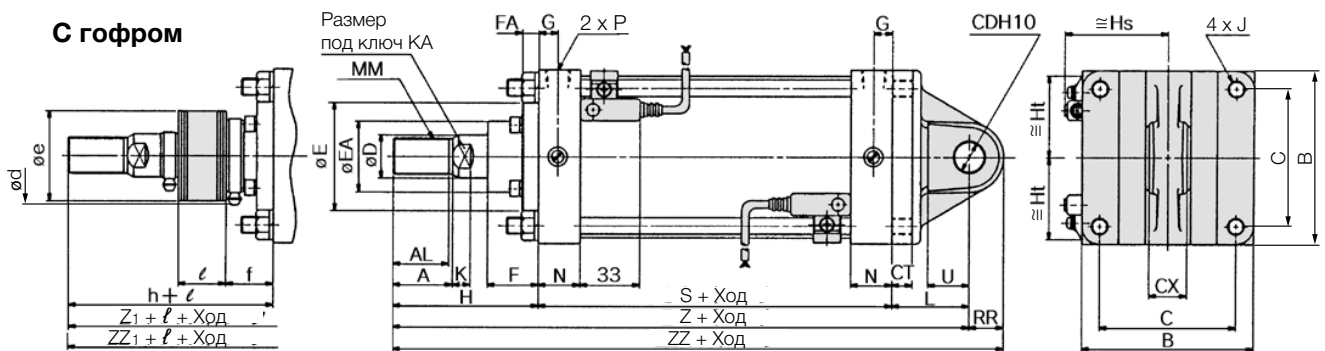 С гофром
Размер
под ключ KA
MM
FA
G
2 x P
G
CDH10
≅Hs
4 x J
øe
ød
øE
øEA
øD
≅Ht
≅Ht
C
B
ℓ
f
h + ℓ
Z1 + ℓ + Ход
ZZ1 + ℓ + Ход
AL
A
K
F
N
33
N
CT
U
H
S + Ход
L
Z + Ход
RR
ZZ + Ход
CX
C
B